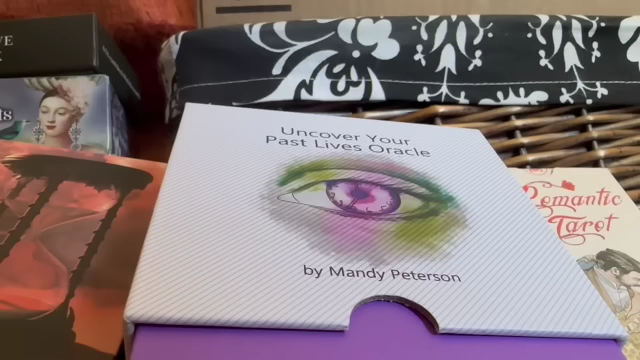 Uncover Your
Past Lives Oracle
by Mandy Peterson
Romantic
Tarot